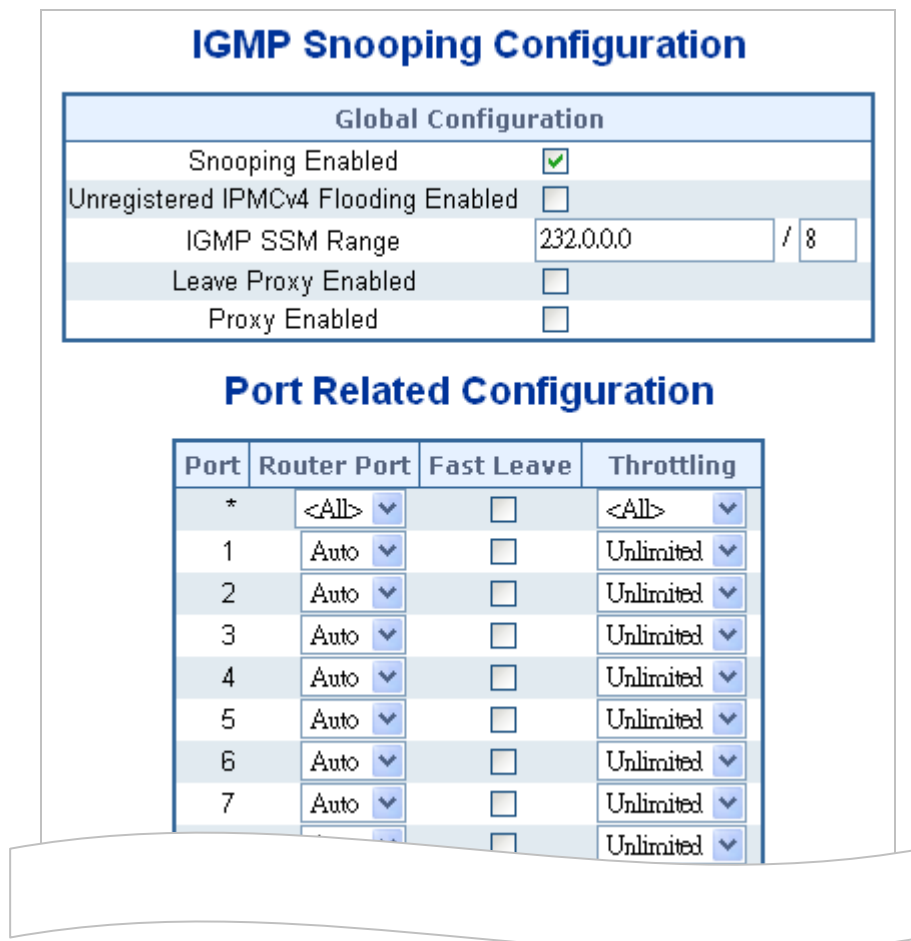 IGMP Snooping Configuration
Global Configuration
Snooping Enabled
Unregistered IPMCv4 Flooding Enabled
IGMP SSM Range 232.0.0.0 / 8
Leave Proxy Enabled
Proxy Enabled
Port Related Configuration
Port Router Port Fast Leave Throttling
* <All> <All>
1 Auto Unlimited
2 Auto Unlimited
3 Auto Unlimited
4 Auto Unlimited
5 Auto Unlimited
6 Auto Unlimited
7 Auto Unlimited
Unlimited